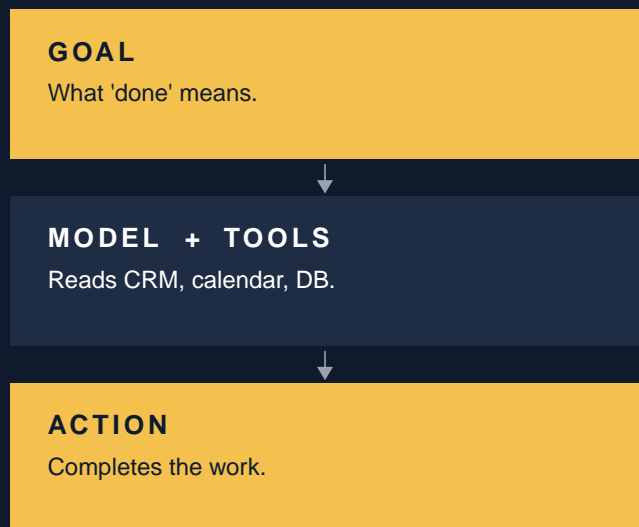 GOAL
What 'done' means.
MODEL + TOOLS
Reads CRM, calendar, DB.
ACTION
Completes the work.